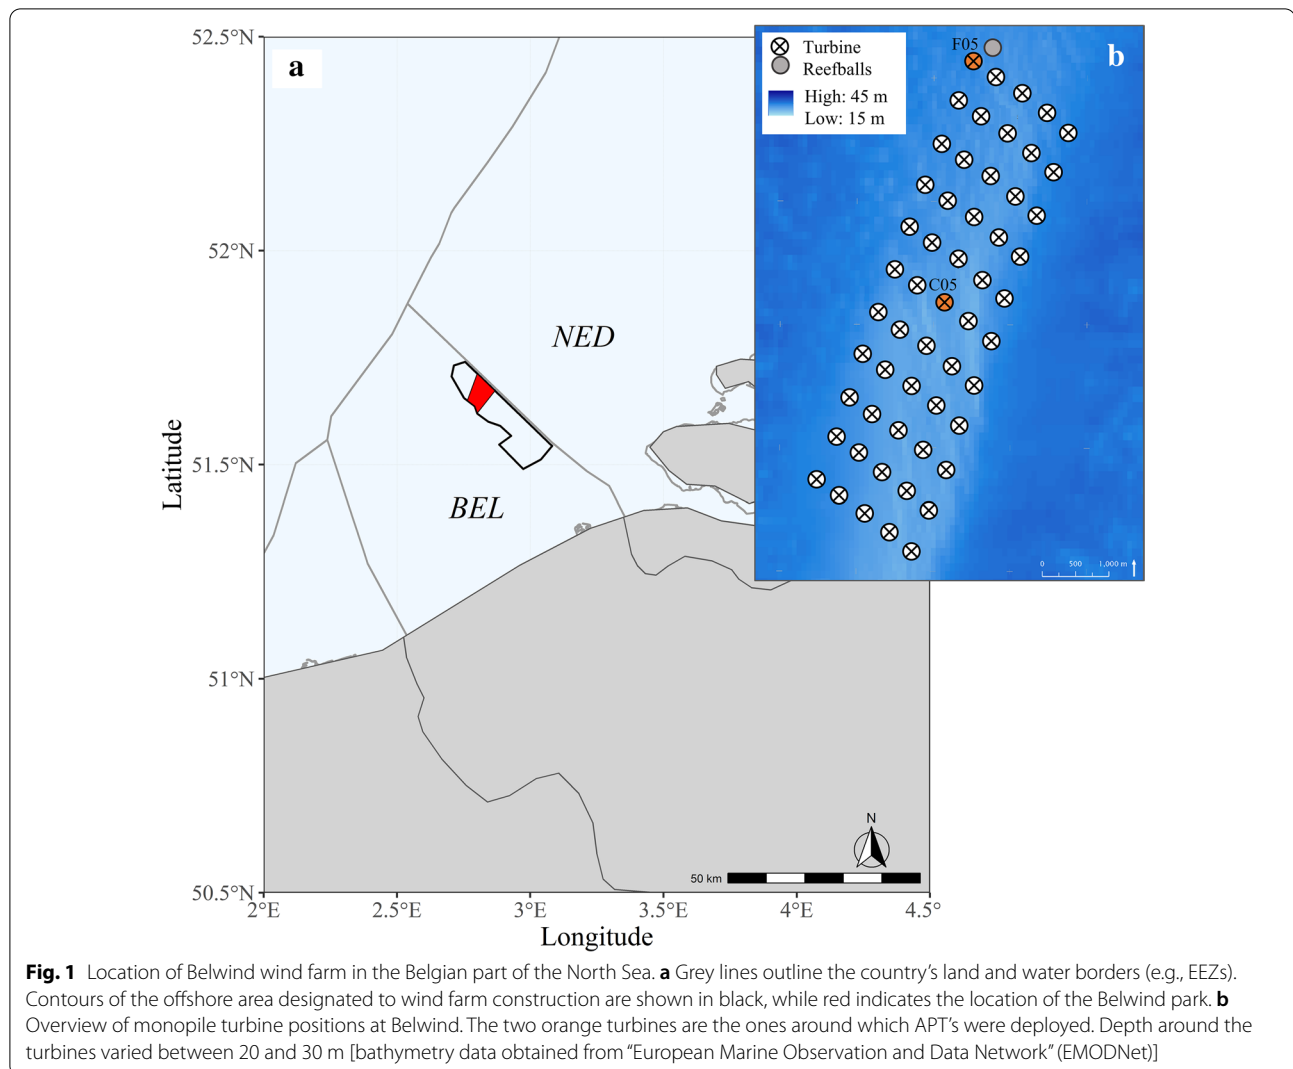 52.5°N
52°N
51.5°N
51°N
50.5°N
Latitude
a
NED
BEL
N
50 km
2°E
2.5°E
3°E
3.5°E
4°E
4.5°
Longitude
Turbine
Reefballs
High: 45 m
Low: 15 m
b
F05
C05
0 500 1,000 m
Fig. 1 Location of Belwind wind farm in the Belgian part of the North Sea. a Grey lines outline the country's land and water borders (e.g., EEZs).
Contours of the offshore area designated to wind farm construction are shown in black, while red indicates the location of the Belwind park. b
Overview of monopile turbine positions at Belwind. The two orange turbines are the ones around which APT's were deployed. Depth around the
turbines varied between 20 and 30 m [bathymetry data obtained from “European Marine Observation and Data Network” (EMODNet)]